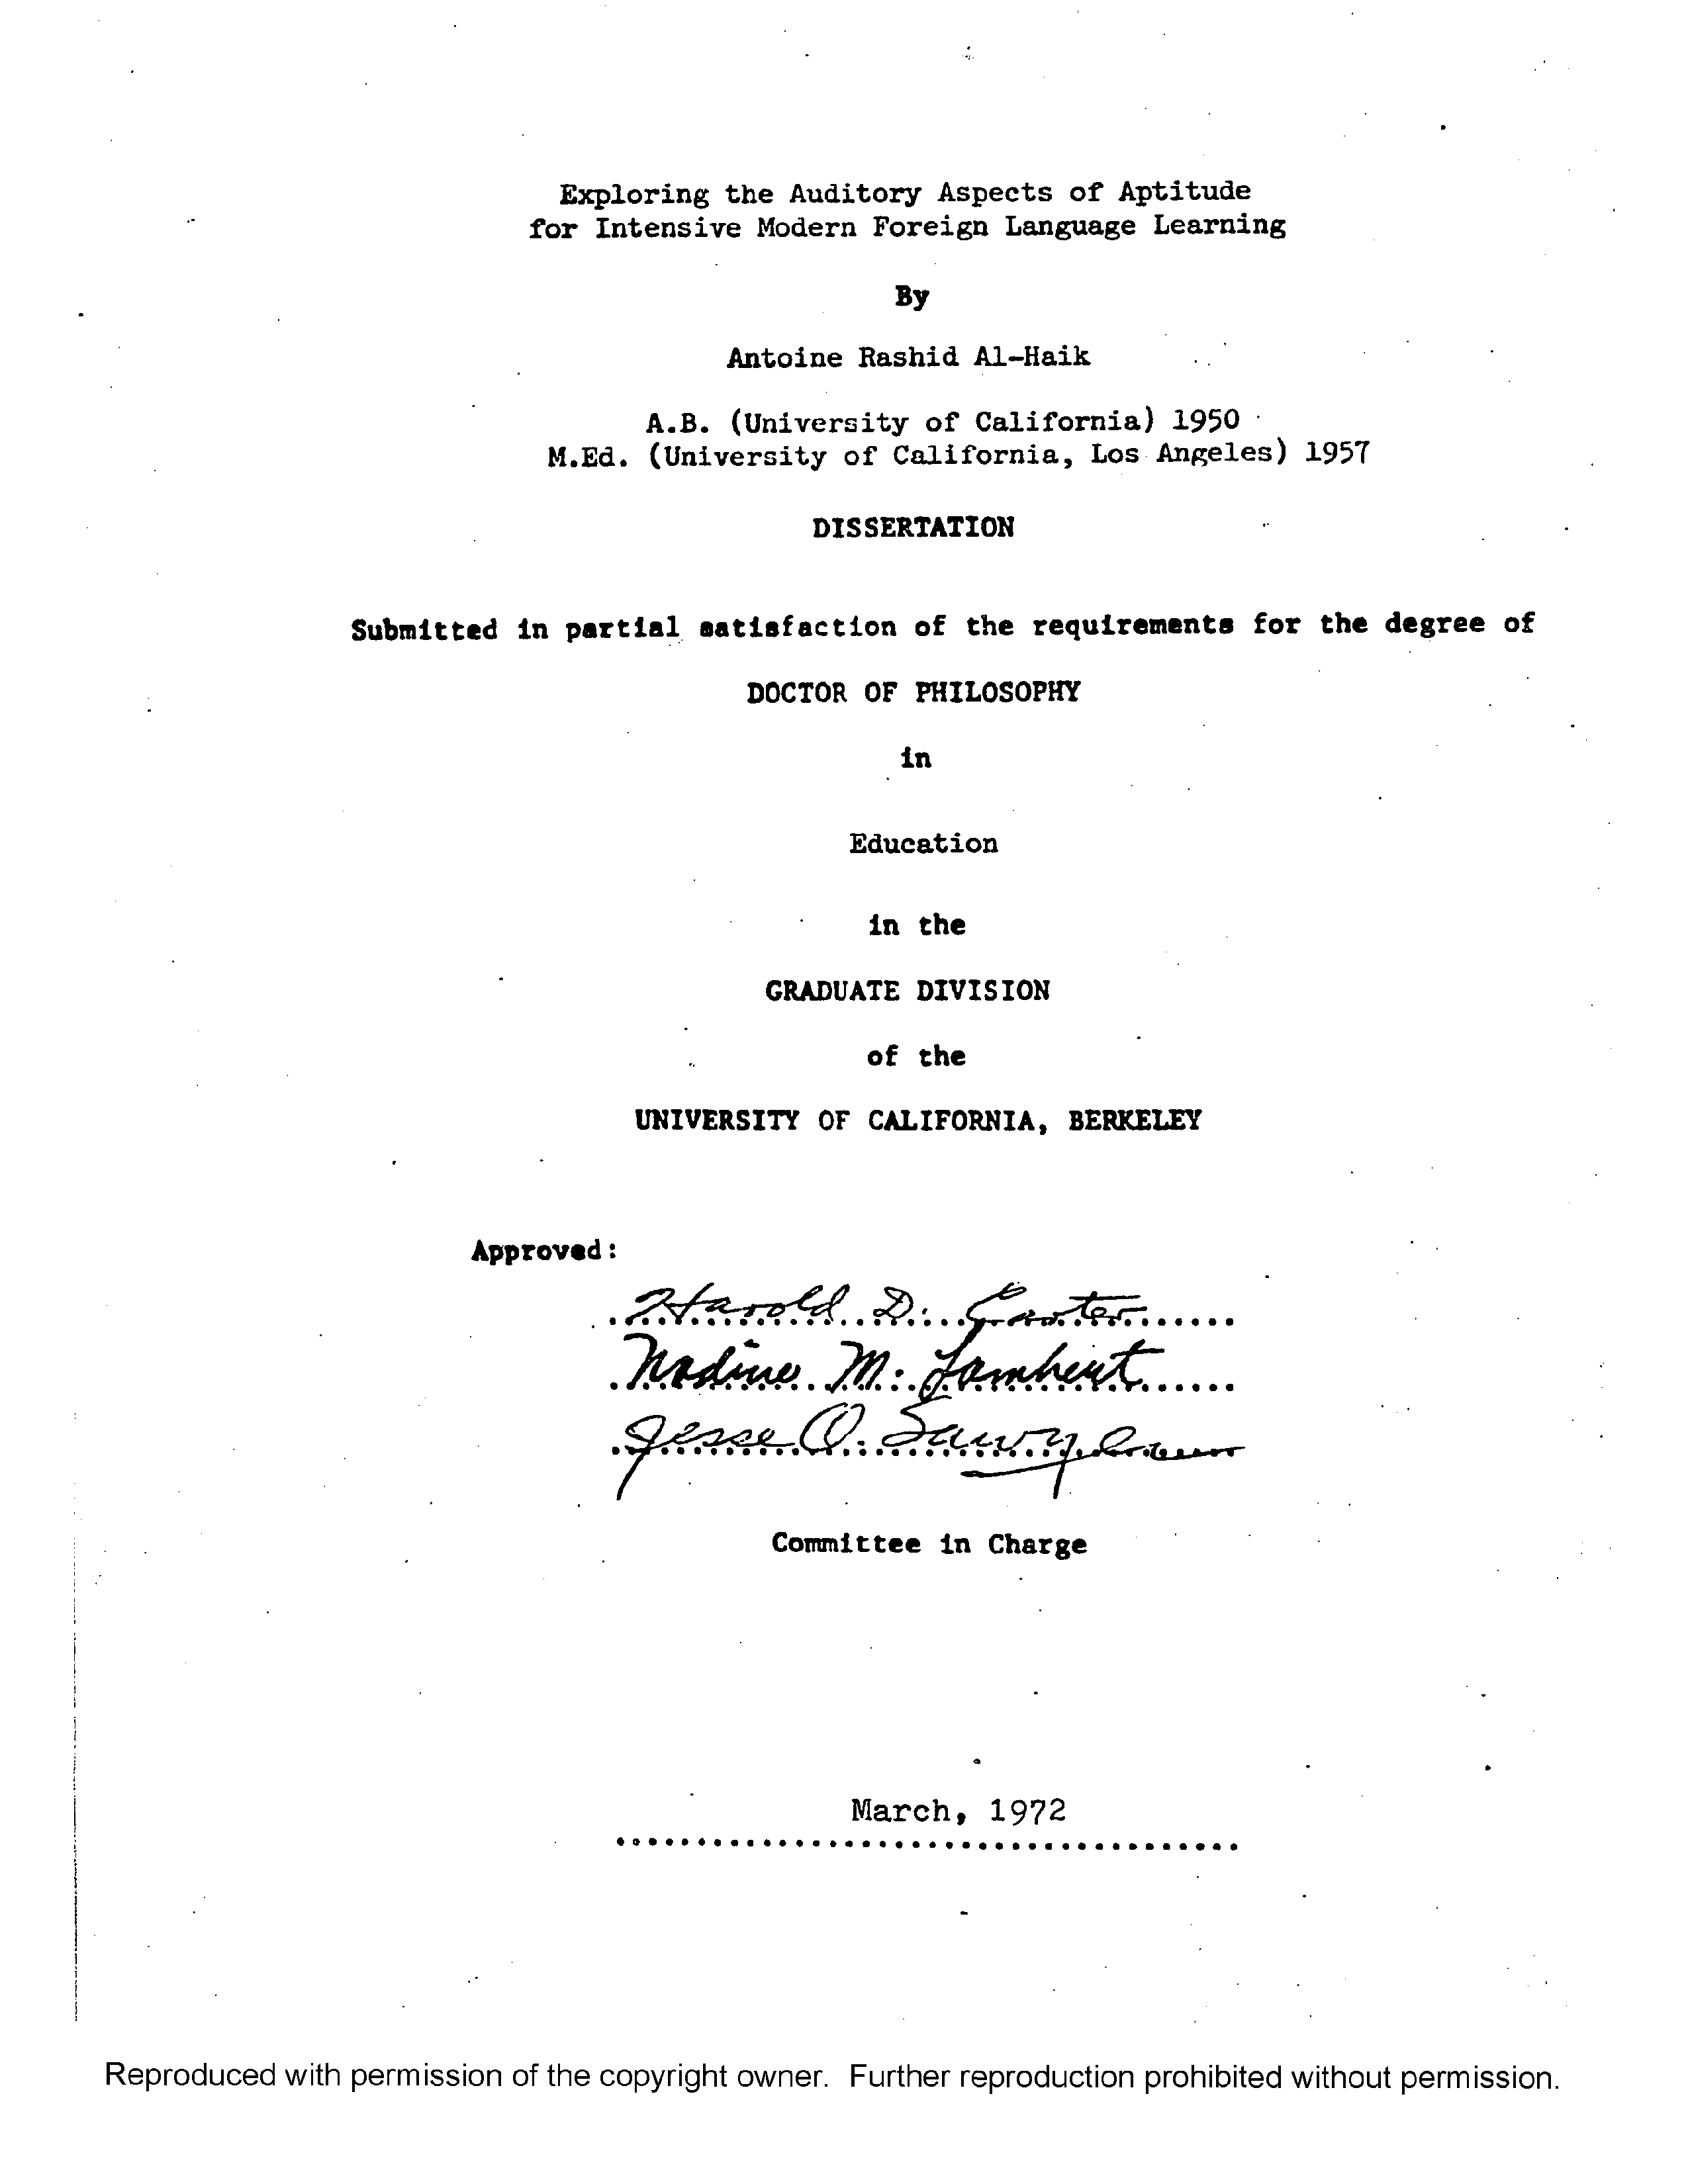 Exploring the Auditory Aspects of Aptitude
for Intensive Modern Foreign Language Learning
By
Antoine Rashid Al-Haik
A.B. (University of California) 1950
M.Ed. (University of California, Los Angeles) 1957
DISSERTATION
Submitted in partial satisfaction of the requirements for the degree of
DOCTOR OF PHILOSOPHY
in
Education
in the
GRADUATE DIVISION
of the
UNIVERSITY OF CALIFORNIA, BERKELEY
Approved:
Harold D. Carter
Nadine M. Lambert
Jesse O. Sawyer
Committee in Charge
March, 1972
Reproduced with permission of the copyright owner. Further reproduction prohibited without permission.